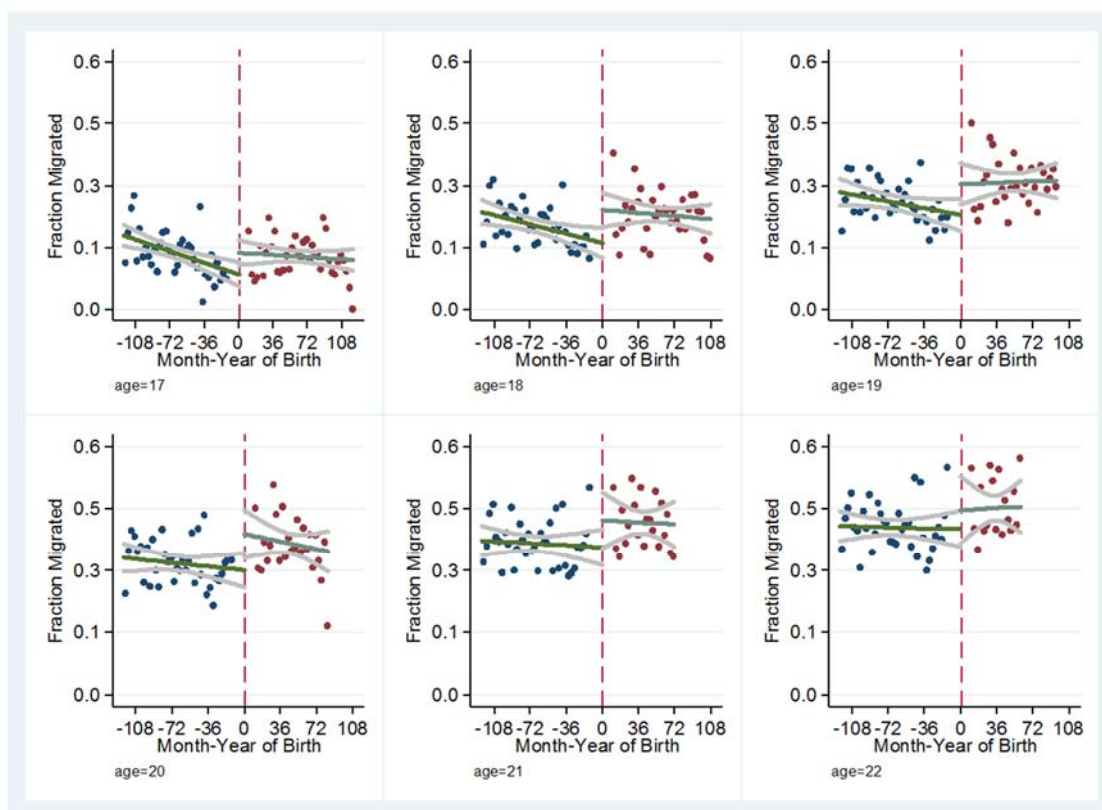 0.6
0.5
0.3
0.1
0.0
Fraction Migrated
-108 -72 -36 0 36 72 108
Month-Year of Birth
age=17
0.6
0.5
0.3
0.1
0.0
Fraction Migrated
-108 -72 -36 0 36 72 108
Month-Year of Birth
age=18
0.6
0.5
0.3
0.1
0.0
Fraction Migrated
-108 -72 -36 0 36 72 108
Month-Year of Birth
age=19
0.6
0.5
0.3
0.1
0.0
Fraction Migrated
-108 -72 -36 0 36 72 108
Month-Year of Birth
age=20
0.6
0.5
0.3
0.1
0.0
Fraction Migrated
-108 -72 -36 0 36 72 108
Month-Year of Birth
age=21
0.6
0.5
0.3
0.1
0.0
Fraction Migrated
-108 -72 -36 0 36 72 108
Month-Year of Birth
age=22